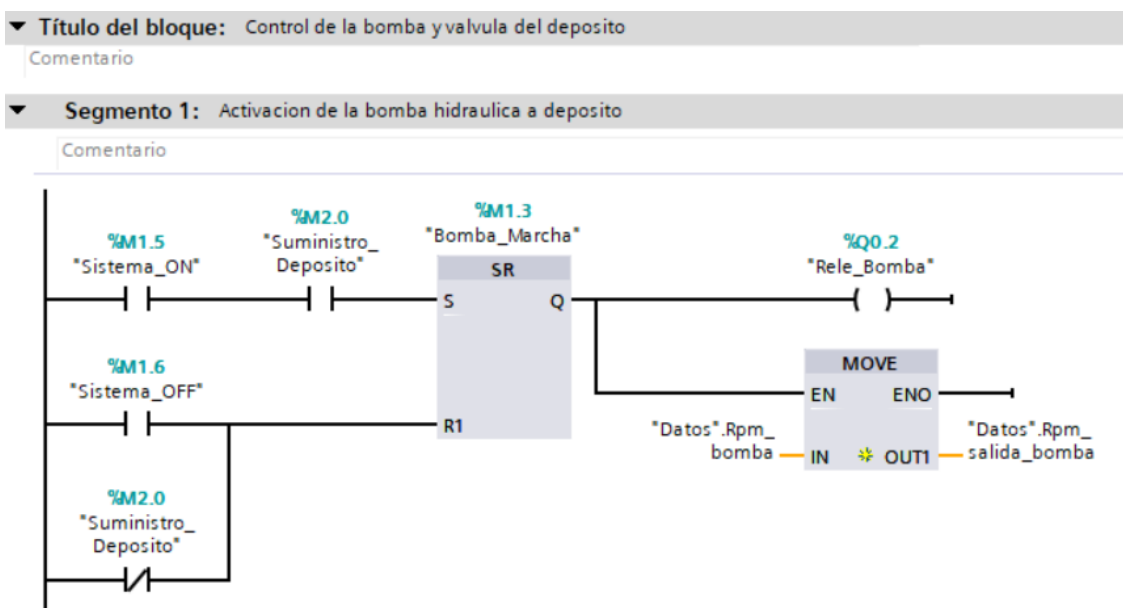 Título del bloque: Control de la bomba y valvula del deposito
Comentario
Segmento 1: Activacion de la bomba hidraulica a deposito
Comentario
%M1.5
"Sistema_ON"
%M2.0
"Suministro_
Deposito"
%M1.3
"Bomba_Marcha"
SR
S
Q
R1
%Q0.2
"Rele_Bomba"
%M1.6
"Sistema_OFF"
MOVE
EN
ENO
"Datos".Rpm_
bomba
IN
OUT1
"Datos".Rpm_
salida_bomba
%M2.0
"Suministro_
Deposito"